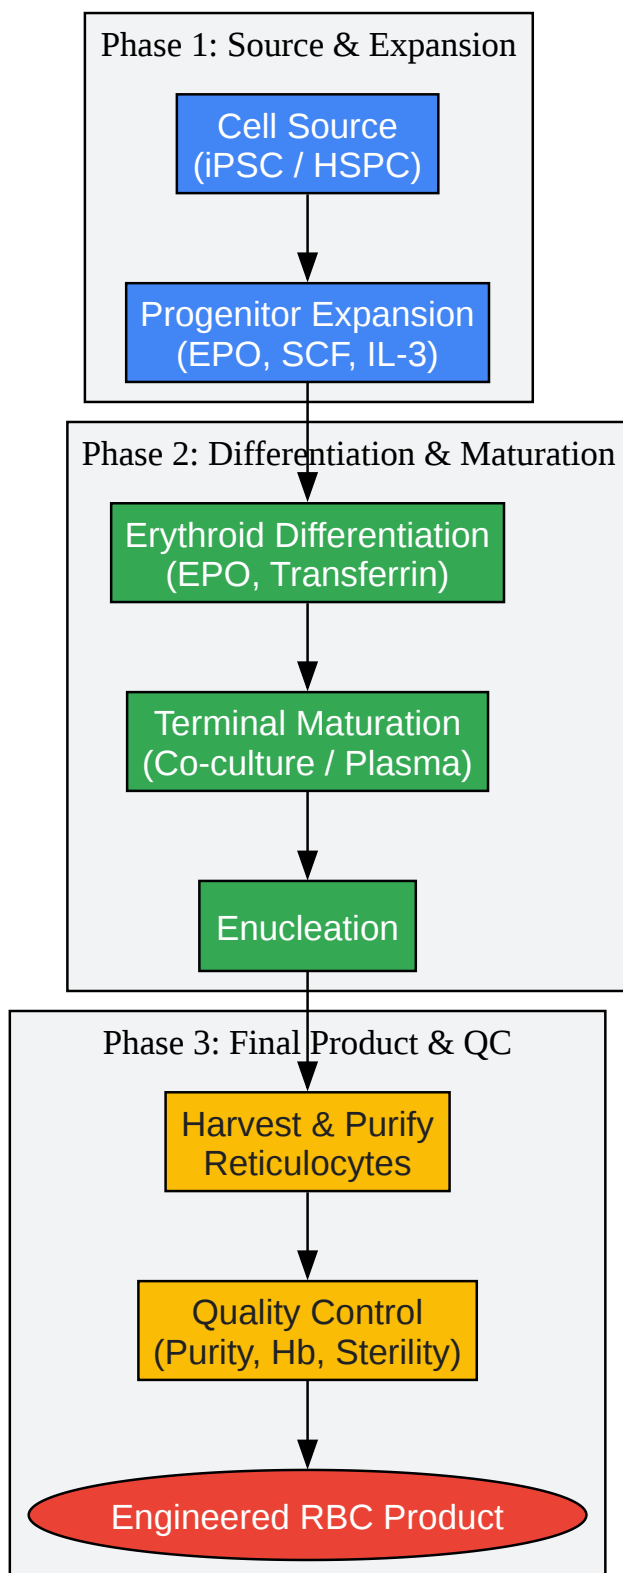 Phase 1: Source & Expansion
Cell Source
(iPSC / HSPC)
Progenitor Expansion
(EPO, SCF, IL-3)
Phase 2: Differentiation & Maturation
Erythroid Differentiation
(EPO, Transferrin)
Terminal Maturation
(Co-culture / Plasma)
Enucleation
Phase 3: Final Product & QC
Harvest & Purify
Reticulocytes
Quality Control
(Purity, Hb, Sterility)
Engineered RBC Product